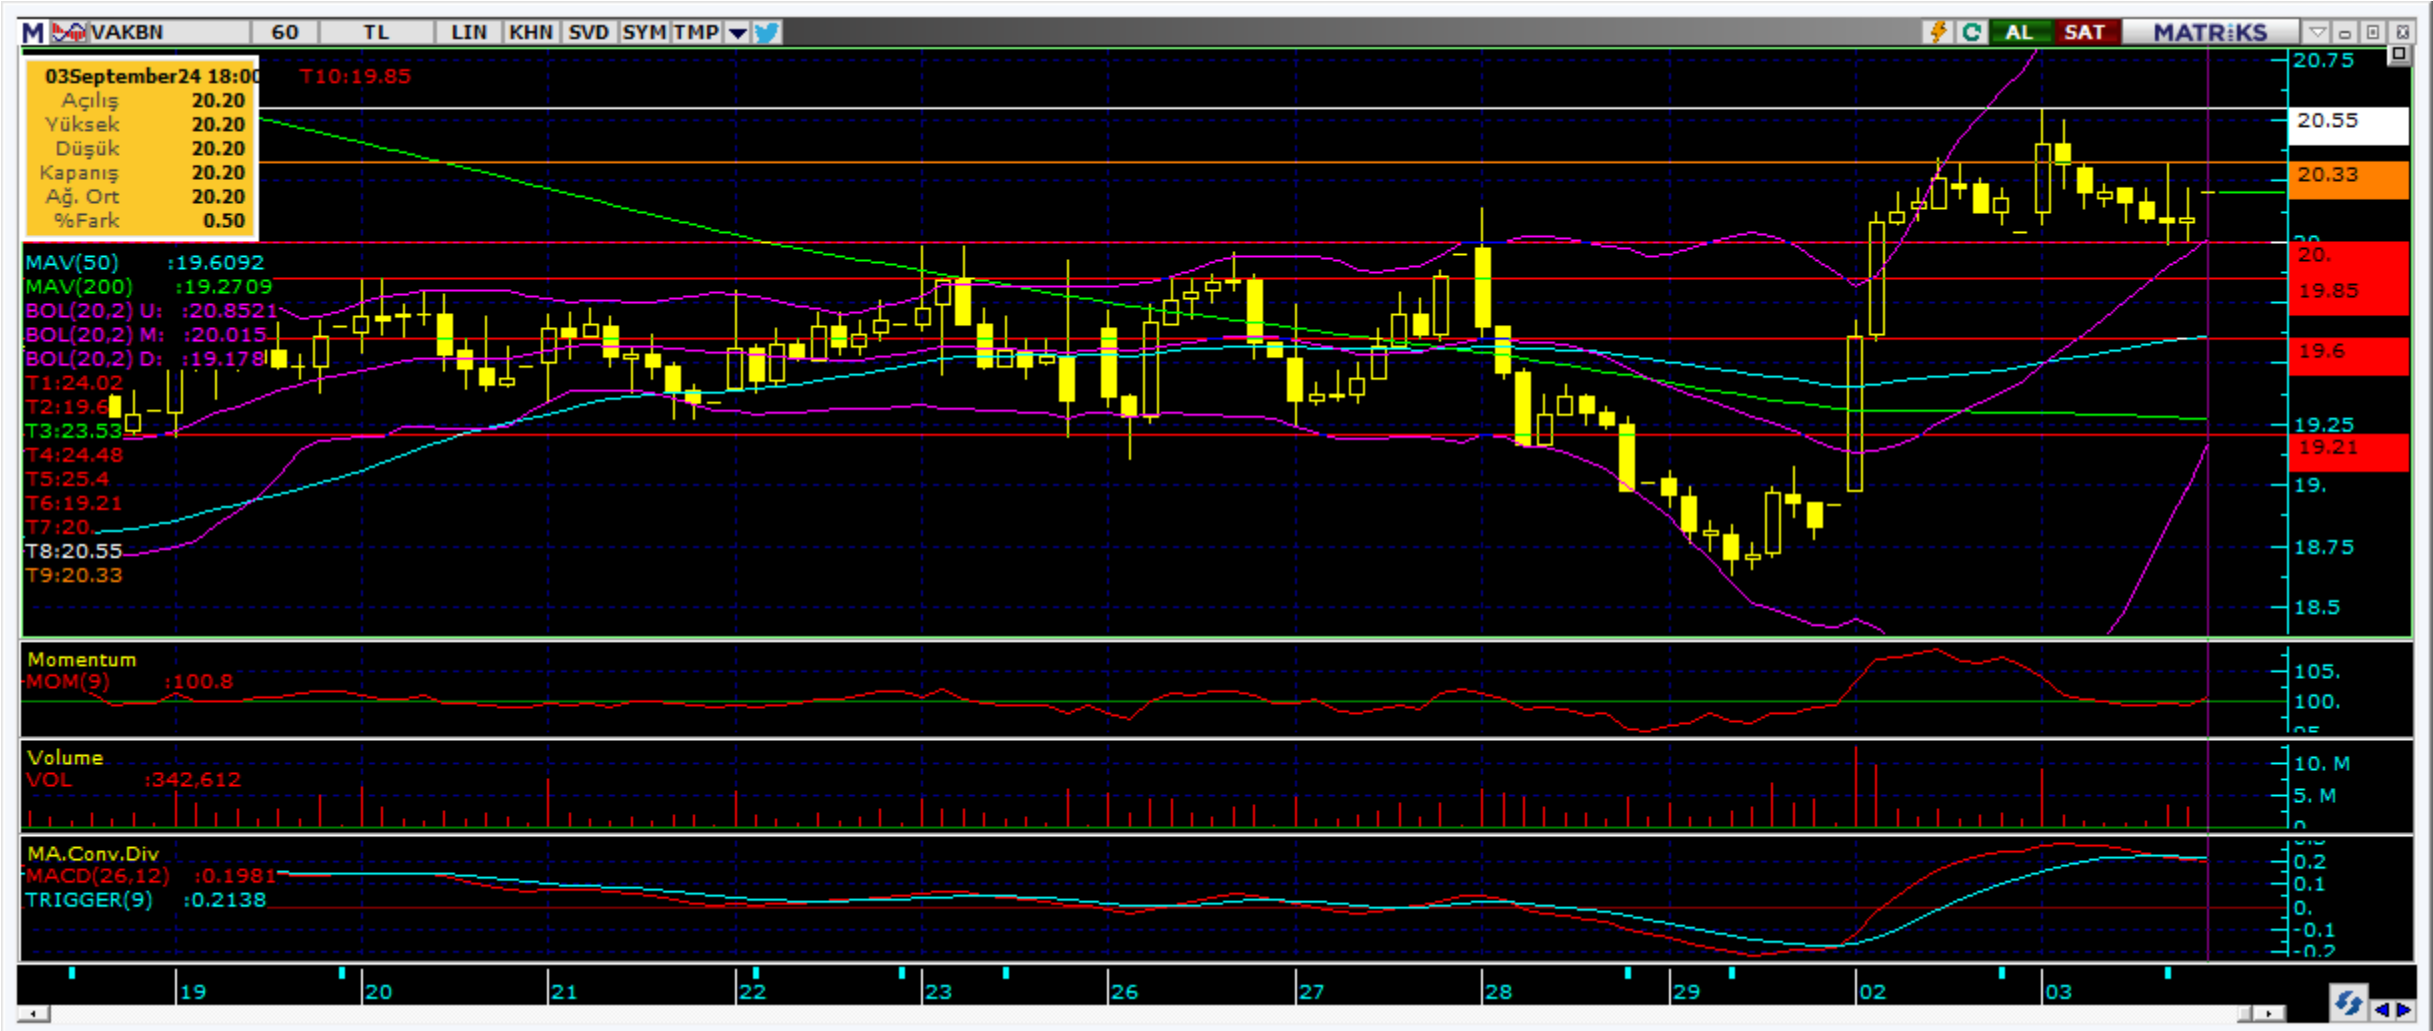 M VAKBN 60 TL LIN KHN SVD SYM TMP AL SAT MATRiKS
03September24 18:00
Açılış 20.20
Yüksek 20.20
Düşük 20.20
Kapanış 20.20
Ağ. Ort 20.20
%Fark 0.50
T10:19.85
MAV(50) :19.6092
MAV(200) :19.2709
BOL(20,2) U: :20.8521
BOL(20,2) M: :20.015
BOL(20,2) D: :19.178
T1:24.02
T2:19.6
T3:23.53
T4:24.48
T5:25.4
T6:19.21
T7:20.
T8:20.55
T9:20.33
20.75
20.55
20.33
20.
19.85
19.6
19.25
19.21
19.
18.75
18.5
Momentum
MOM(9) :100.8
105.
100.
95
Volume
VOL :342,612
10. M
5. M
0
MA.Conv.Div
MACD(26,12) :0.1981
TRIGGER(9) :0.2138
0.2
0.1
0.
-0.1
-0.2
19 20 21 22 23 26 27 28 29 02 03